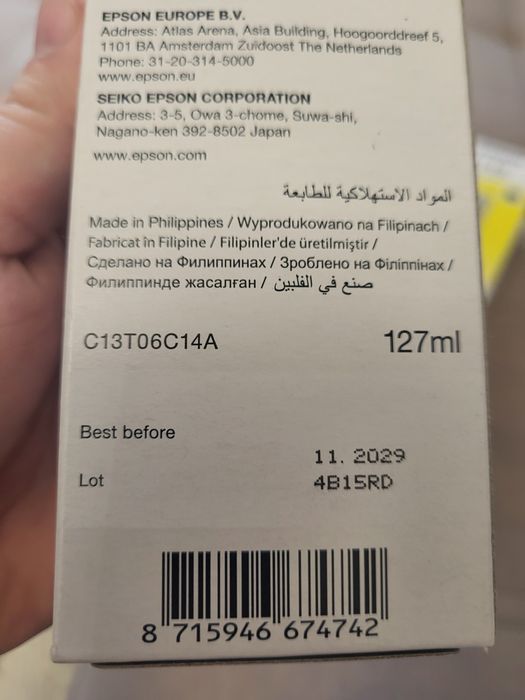 EPSON EUROPE B.V.
Address: Atlas Arena, Asia Building, Hoogoorddreef 5,
1101 BA Amsterdam Zuidoost The Netherlands
Phone: 31-20-314-5000
www.epson.eu
SEIKO EPSON CORPORATION
Address: 3-5, Owa 3-chome, Suwa-shi,
Nagano-ken 392-8502 Japan
www.epson.com
المواد الاستهلاكية للطابعة
Made in Philippines / Wyprodukowano na Filipinach /
Fabricat în Filipine / Filipinler'de üretilmiştir /
Сделано на Филиппинах / Зроблено на Філіппінах /
Филиппинде жасалған / صنع في الفلبين
C13T06C14A 127ml
Best before
11. 2029
Lot 4B15RD
8 715946 674742